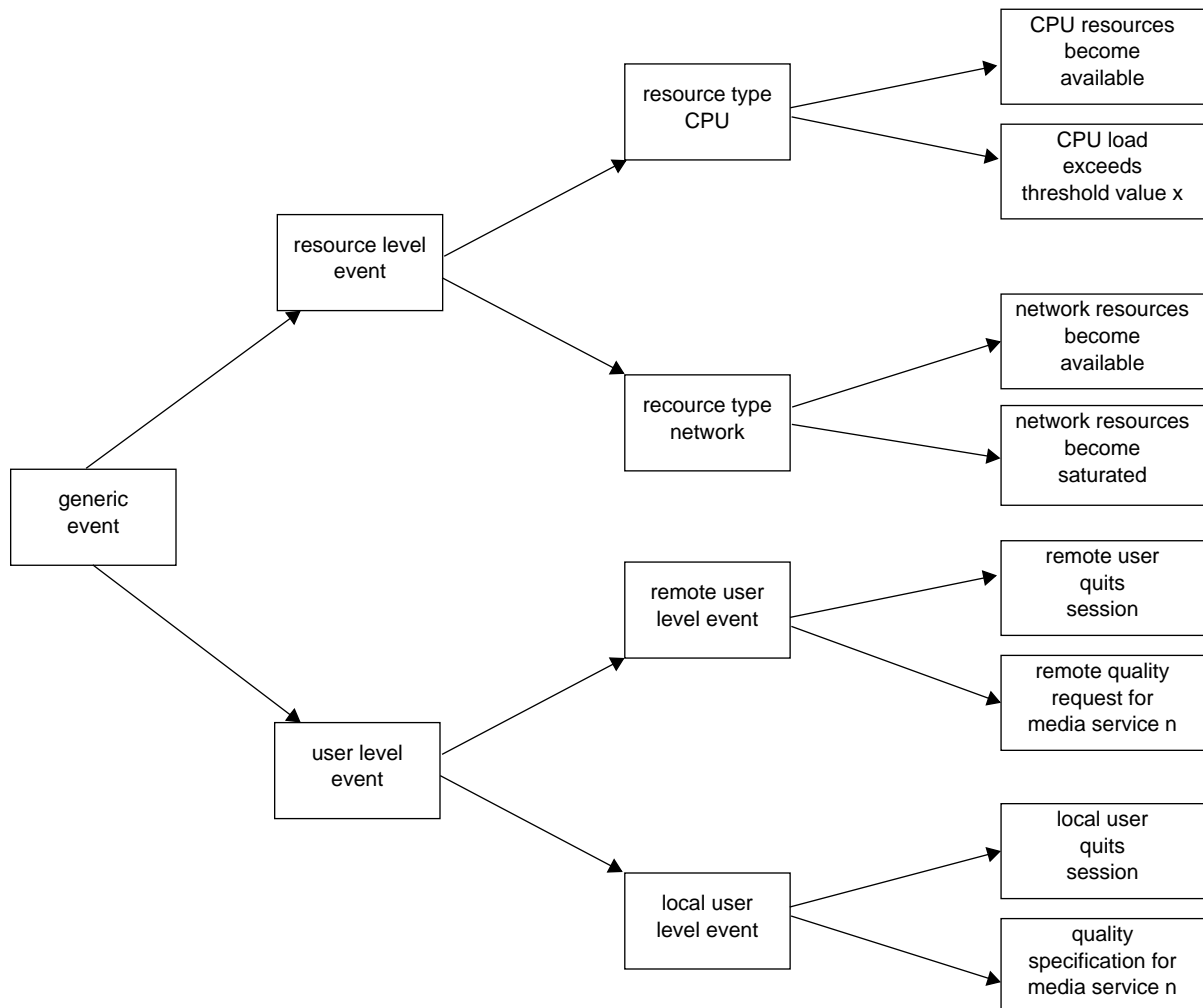 CPU resources
become
available
resource type
CPU
CPU load
exceeds
threshold value x
resource level
event
network resources
become
available
recource type
network
network resources
become
saturated
generic
event
remote user
quits
session
remote user
level event
remote quality
request for
media service n
user level
event
local user
quits
session
local user
level event
quality
specification for
media service n